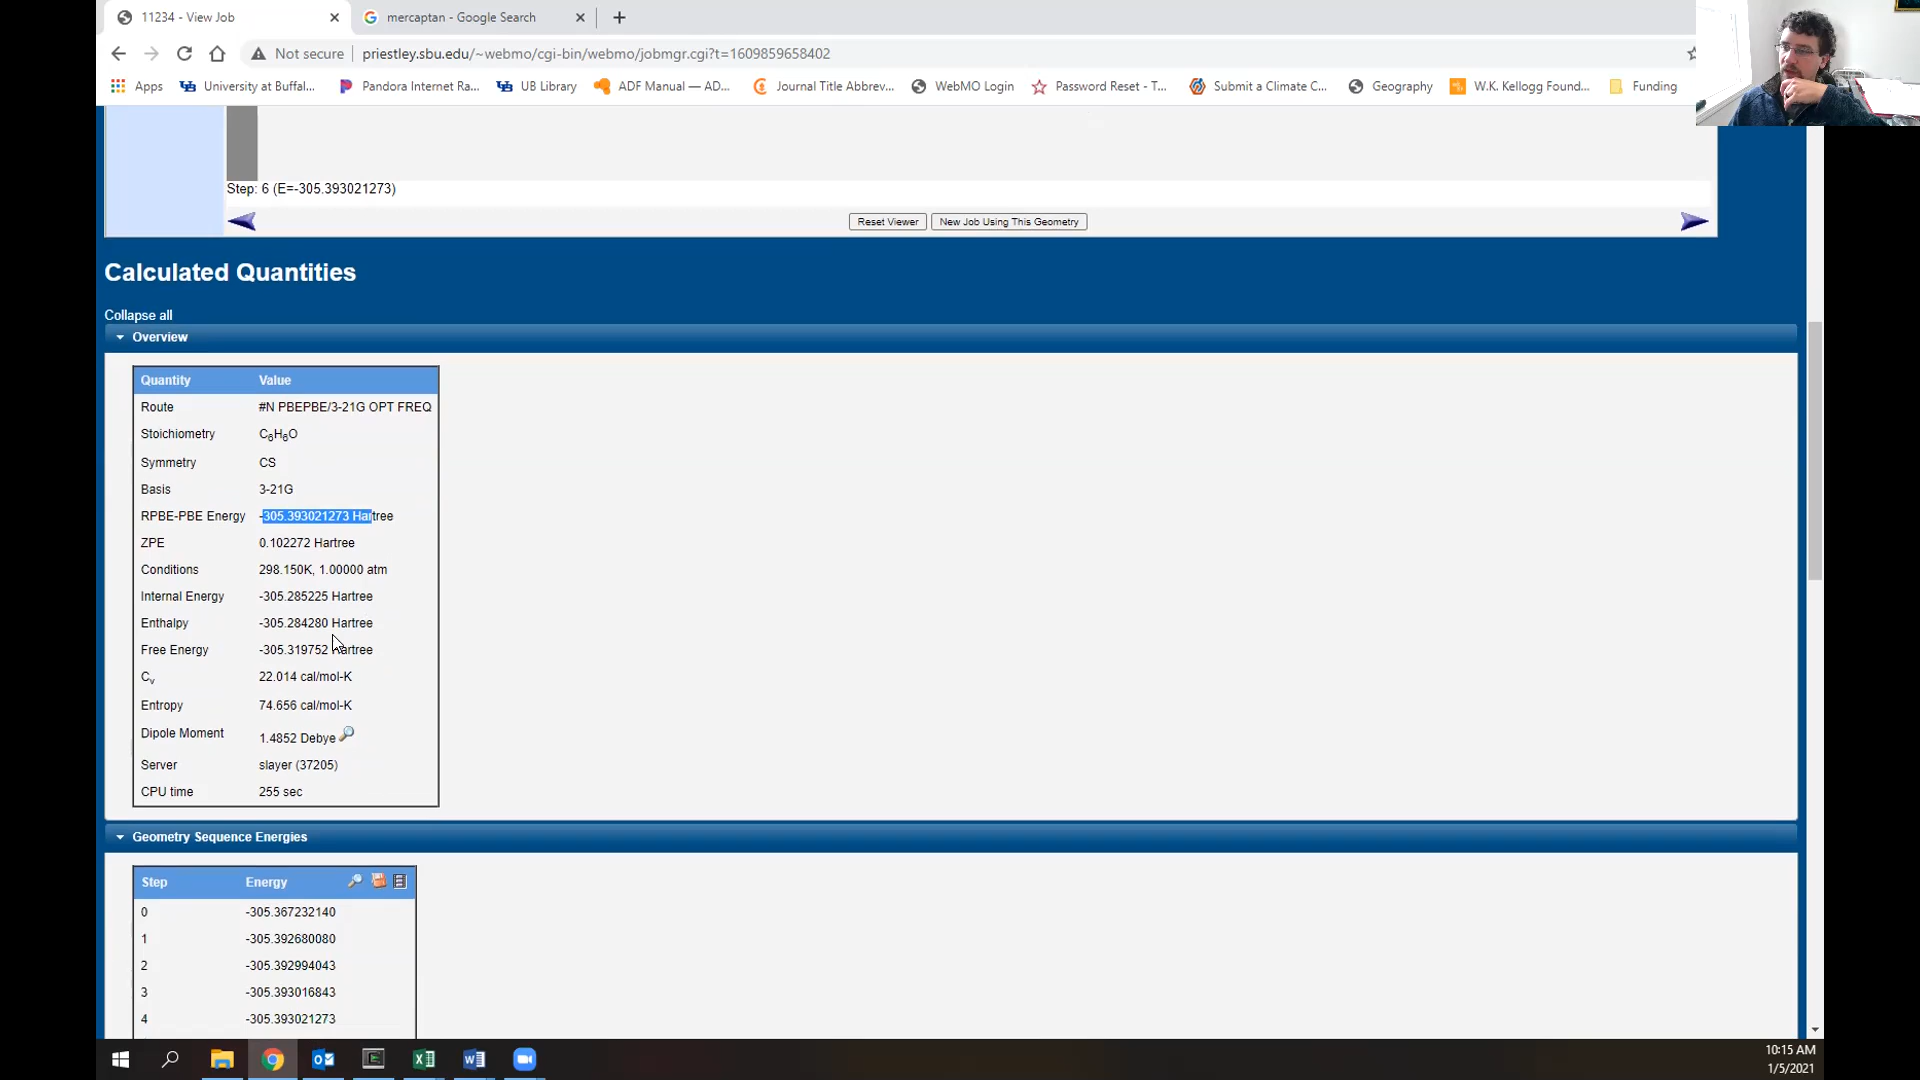 11234 - View Job
mercaptan - Google Search
Not secure priestley.sbu.edu/~webmo/cgi-bin/webmo/jobmgr.cgi?t=1609859658402
Apps University at Buffal... Pandora Internet Ra... UB Library ADF Manual — AD... Journal Title Abbrev... WebMO Login Password Reset - T... Submit a Climate C... Geography W.K. Kellogg Found... Funding
Step: 6 (E=-305.393021273)
Reset Viewer New Job Using This Geometry
Calculated Quantities
Collapse all
Overview
Quantity Value
Route #N PBEPBE/3-21G OPT FREQ
Stoichiometry C6H6O
Symmetry CS
Basis 3-21G
RPBE-PBE Energy -305.393021273 Hartree
ZPE 0.102272 Hartree
Conditions 298.150K, 1.00000 atm
Internal Energy -305.285225 Hartree
Enthalpy -305.284280 Hartree
Free Energy -305.319752 Hartree
Cv 22.014 cal/mol-K
Entropy 74.656 cal/mol-K
Dipole Moment 1.4852 Debye
Server slayer (37205)
CPU time 255 sec
Geometry Sequence Energies
Step Energy
0 -305.367232140
1 -305.392680080
2 -305.392994043
3 -305.393016843
4 -305.393021273
10:15 AM
1/5/2021